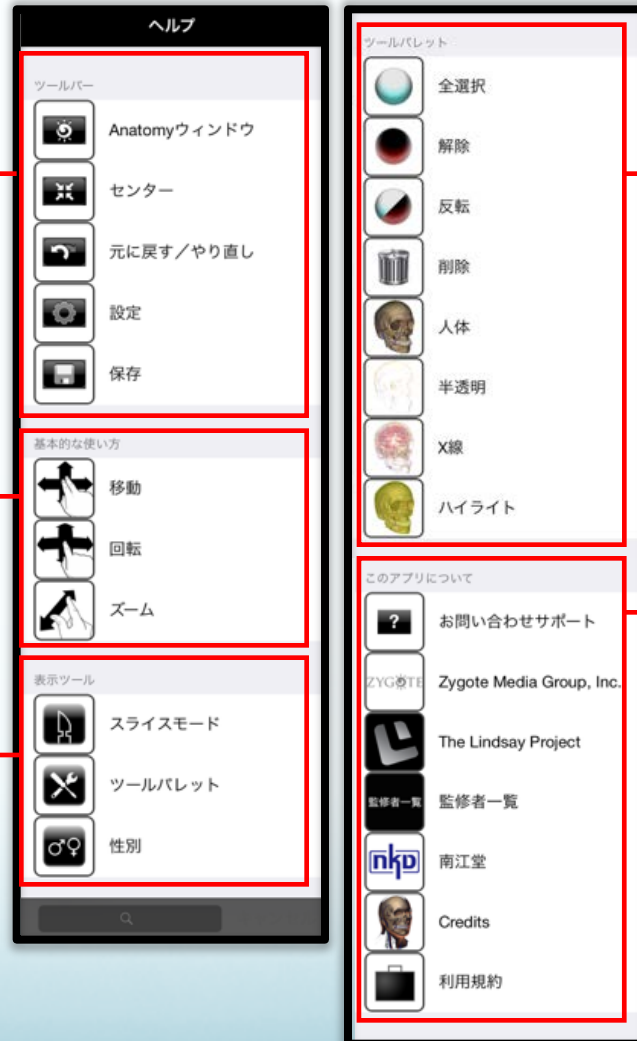 ヘルプ
ツールバー
Anatomyウィンドウ
センター
元に戻す／やり直し
設定
保存
基本的な使い方
移動
回転
ズーム
表示ツール
スライスモード
ツールパレット
性別
ツールパレット
全選択
解除
反転
削除
人体
半透明
X線
ハイライト
このアプリについて
?
お問い合わせサポート
ZYGOTE
Zygote Media Group, Inc.
The Lindsay Project
監修者一覧
監修者一覧
nkD
南江堂
Credits
利用規約